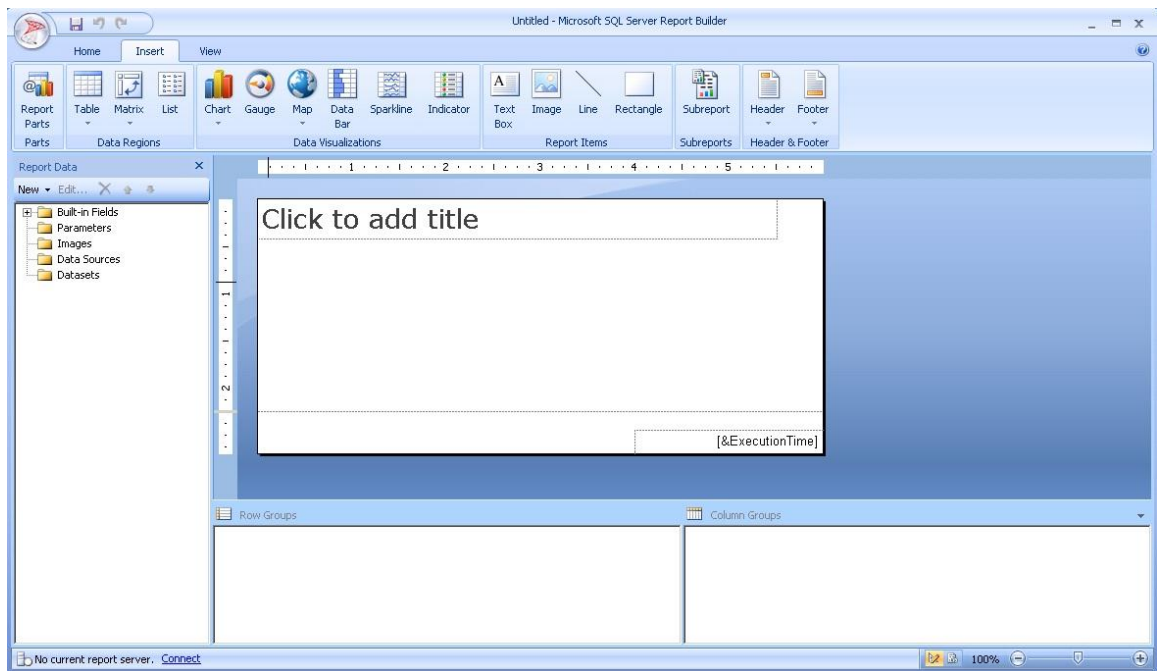 Untitled - Microsoft SQL Server Report Builder
Home Insert View
Report Parts
Table
Matrix
List
Chart
Gauge
Map
Data Bar
Sparkline
Indicator
Text Box
Image
Line
Rectangle
Subreport
Header
Footer
Parts
Data Regions
Data Visualizations
Report Items
Subreports
Header & Footer
Report Data
New Edit...
Built-in Fields
Parameters
Images
Data Sources
Datasets
1 2 3 4 5
1
2
Click to add title
[&ExecutionTime]
Row Groups
Column Groups
No current report server. Connect
100%